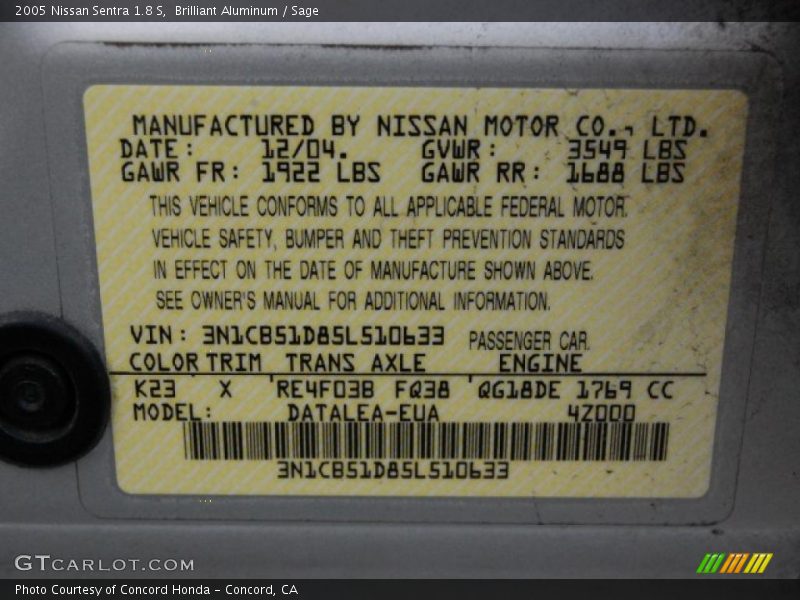 2005 Nissan Sentra 1.8 S, Brilliant Aluminum / Sage
MANUFACTURED BY NISSAN MOTOR CO., LTD.
DATE: 12/04. GVWR: 3549 LBS
GAWR FR: 1922 LBS GAWR RR: 1688 LBS
THIS VEHICLE CONFORMS TO ALL APPLICABLE FEDERAL MOTOR
VEHICLE SAFETY, BUMPER AND THEFT PREVENTION STANDARDS
IN EFFECT ON THE DATE OF MANUFACTURE SHOWN ABOVE.
SEE OWNER'S MANUAL FOR ADDITIONAL INFORMATION.
VIN: 3N1CB51D85L510633 PASSENGER CAR.
COLOR TRIM TRANS AXLE ENGINE
K23 X RE4F03B FQ38 QG18DE 1769 CC
MODEL: DATALEA-EUA 4Z000
3N1CB51D85L510633
GTCARLOT.COM
Photo Courtesy of Concord Honda - Concord, CA